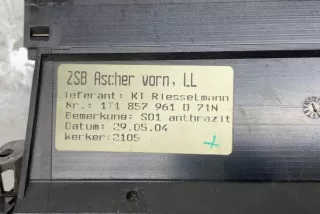 ZSB Ascher vorn. LL
Lieferant: KI Riesselmann
Nr.: 1T1 857 961 D 71N
Bemerkung: S01 anthrazit
Datum: 29.05.04
Werker:2105